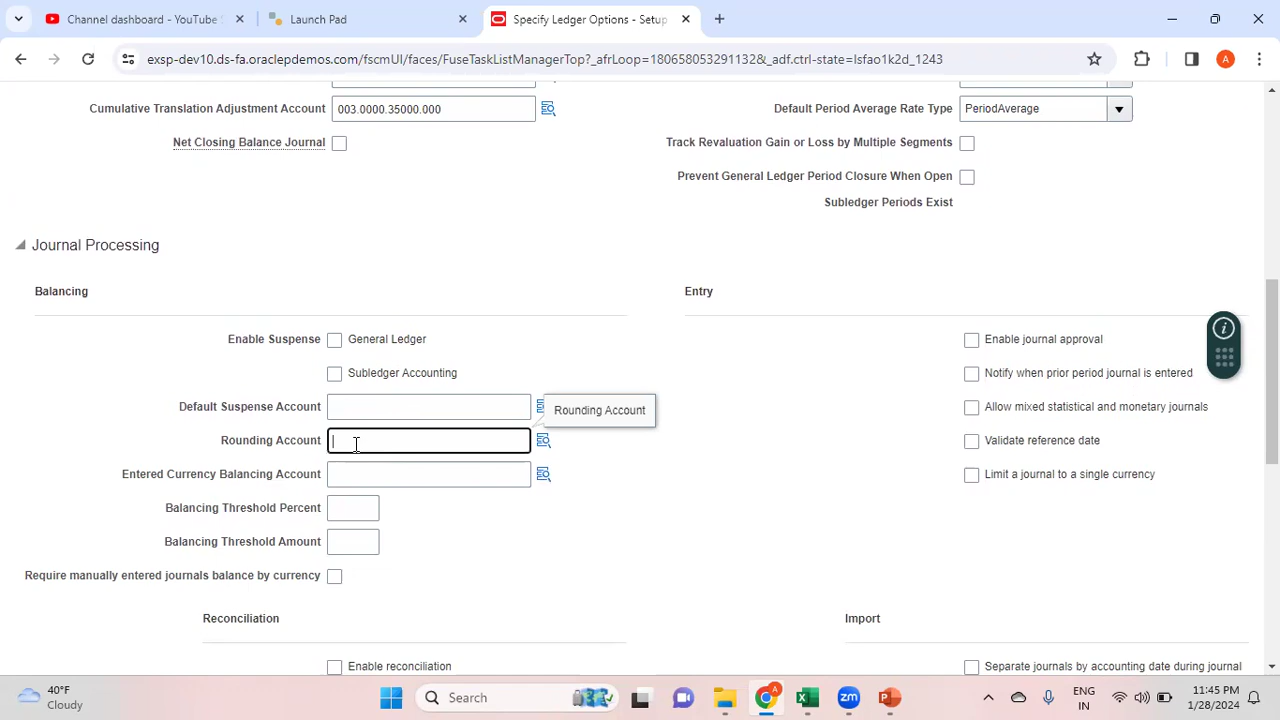 Channel dashboard - YouTube
Launch Pad
Specify Ledger Options - Setup
exsp-dev10.ds-fa.oraclepdemos.com/fscmUI/faces/FuseTaskListManagerTop?_afrLoop=180658053291132&_adf.ctrl-state=lsfao1k2d_1243
A
Cumulative Translation Adjustment Account 003.0000.35000.000
Default Period Average Rate Type PeriodAverage
Net Closing Balance Journal
Track Revaluation Gain or Loss by Multiple Segments
Prevent General Ledger Period Closure When Open
Subledger Periods Exist
Journal Processing
Balancing
Entry
Enable Suspense General Ledger
Enable journal approval
Subledger Accounting
Notify when prior period journal is entered
Default Suspense Account
Rounding Account
Allow mixed statistical and monetary journals
Rounding Account
Validate reference date
Entered Currency Balancing Account
Limit a journal to a single currency
Balancing Threshold Percent
Balancing Threshold Amount
Require manually entered journals balance by currency
Reconciliation
Import
Enable reconciliation
Separate journals by accounting date during journal
40°F
Cloudy
Search
A
zm
ENG
IN
11:45 PM
1/28/2024